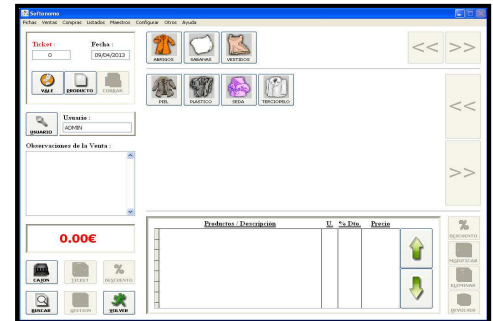 Softonomo
Fichas Ventas Compras Listados Maestros Configurar Otros Ayuda
Ticket: Fecha:
0 09/04/2013
VALE PRODUCTO COBRAR
USUARIO Usuario:
ADMIN
Observaciones de la Venta:
0.00€
CAJON TICKET DESCUENTO
BUSCAR GESTION VOLVER
ABRIGOS SABANAS VESTIDOS
<< >>
PIEL PLASTICO SEDA TERCIOPELO
<<
>>
Productos / Descripción U. % Dto. Precio
%
DESCUENTO
MODIFICAR
ELIMINAR
DEVOLVER